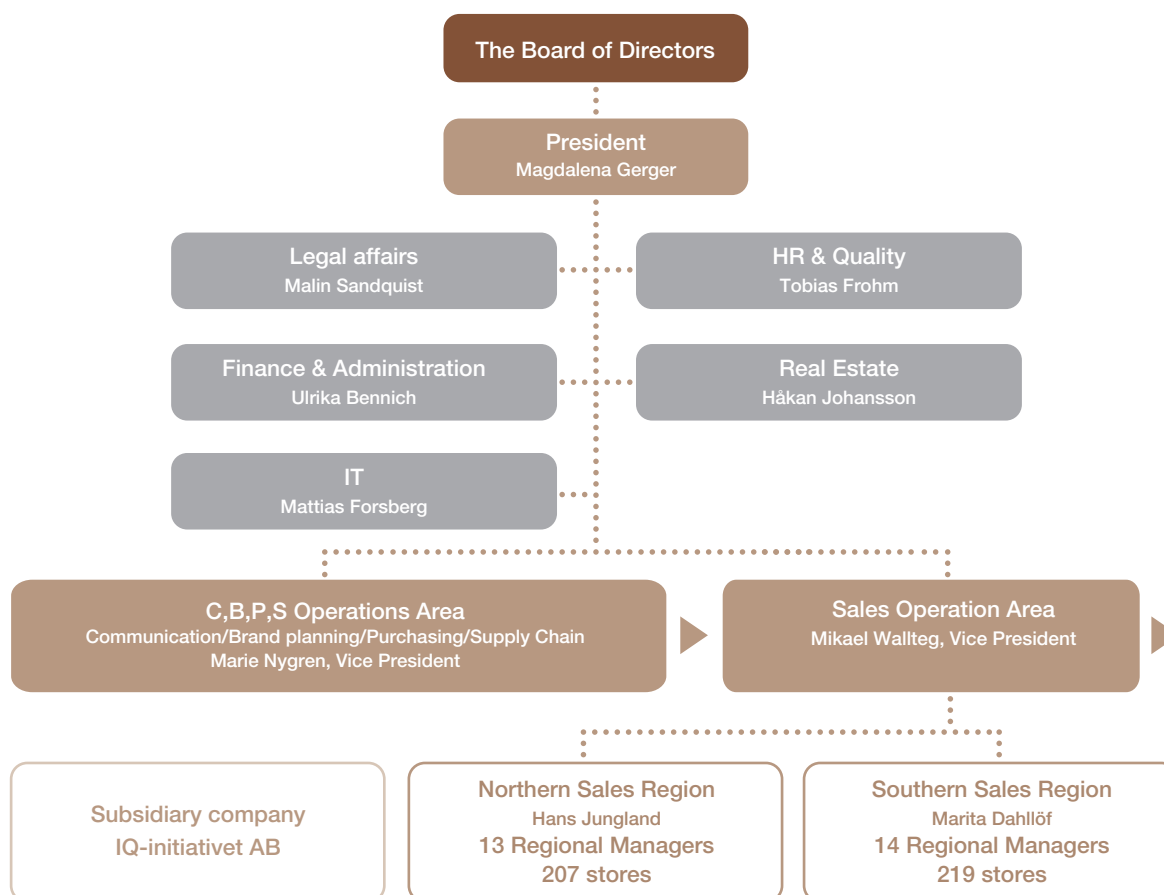 The Board of Directors
President
Magdalena Gerger
Legal affairs
Malin Sandquist
HR & Quality
Tobias Frohm
Finance & Administration
Ulrika Bennich
Real Estate
Håkan Johansson
IT
Mattias Forsberg
C,B,P,S Operations Area
Communication/Brand planning/Purchasing/Supply Chain
Marie Nygren, Vice President
Sales Operation Area
Mikael Wallteg, Vice President
Subsidiary company
IQ-initiativet AB
Northern Sales Region
Hans Jungland
13 Regional Managers
207 stores
Southern Sales Region
Marita Dahllöf
14 Regional Managers
219 stores